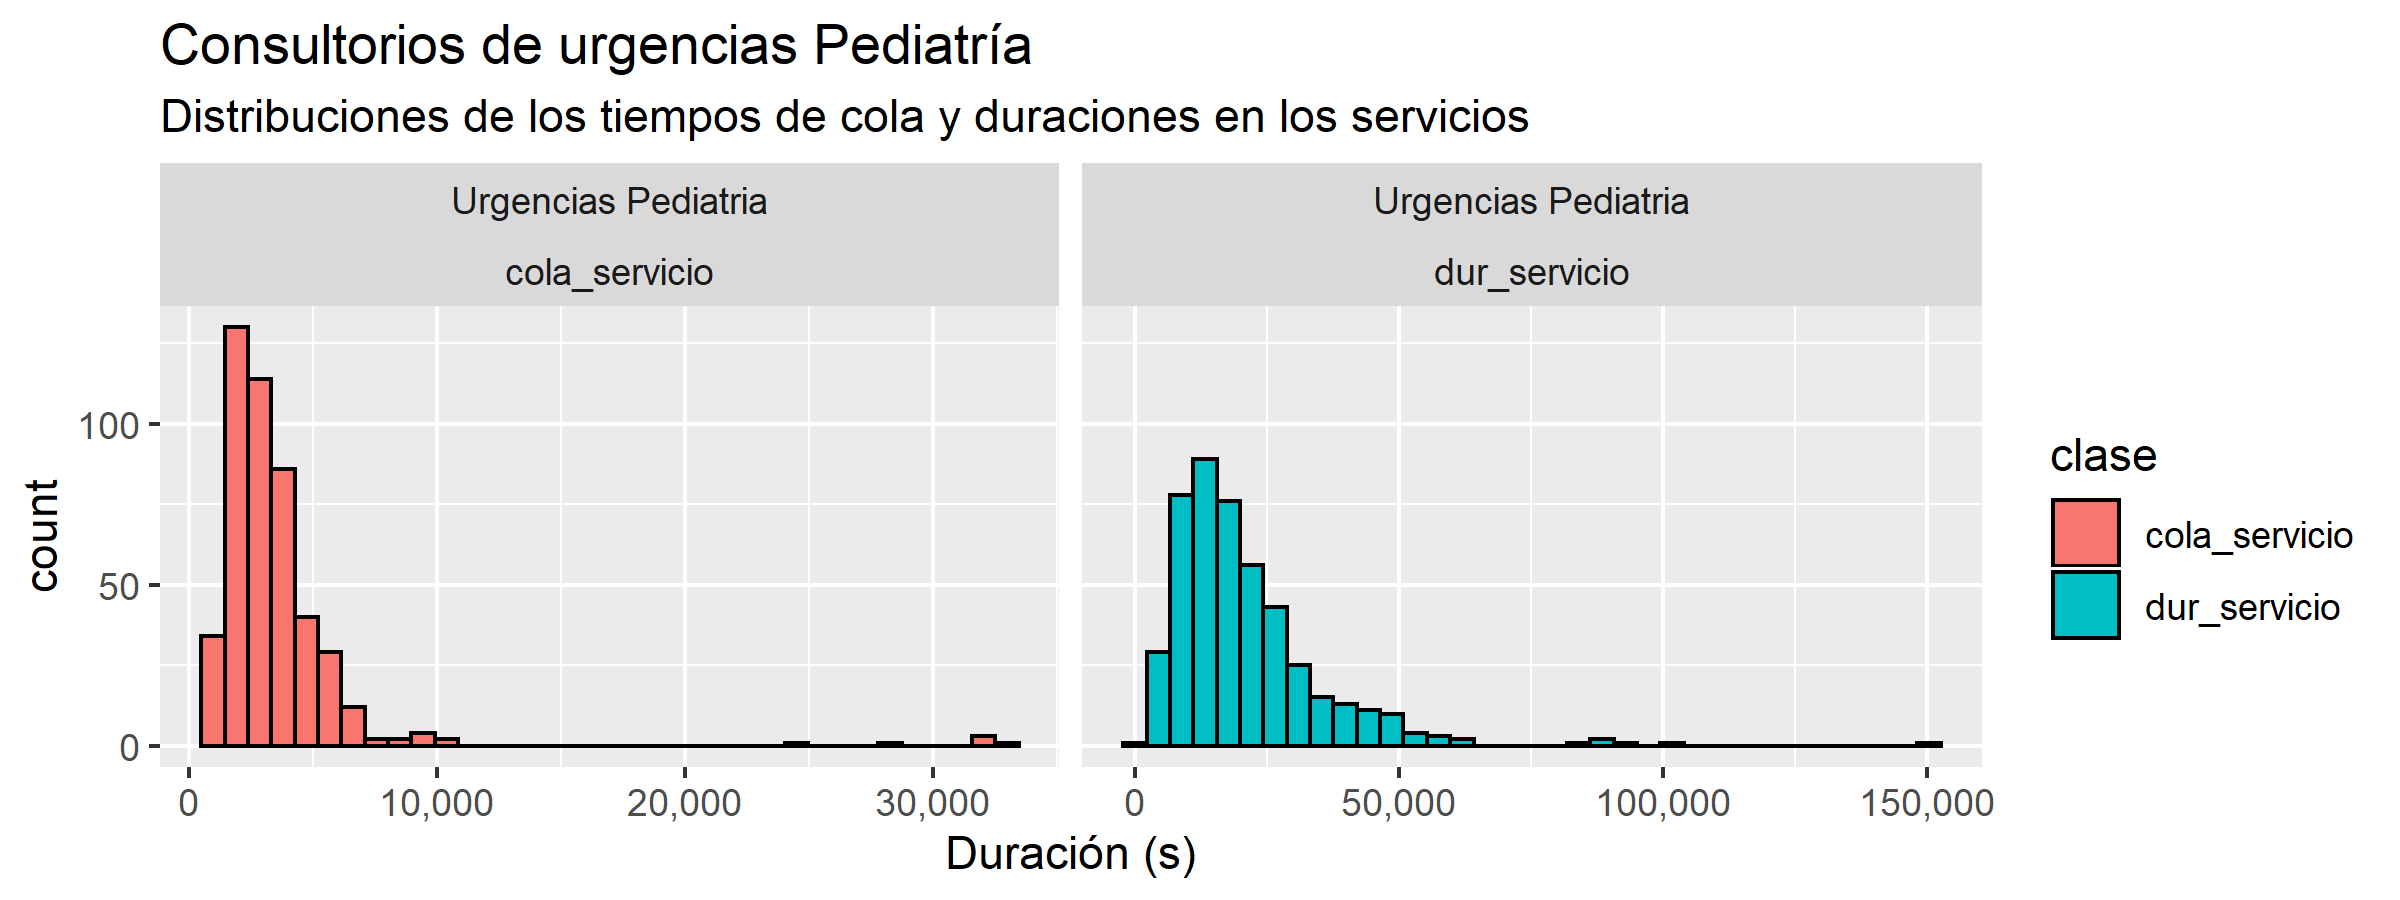 Consultorios de urgencias Pediatría
Distribuciones de los tiempos de cola y duraciones en los servicios
Urgencias Pediatria
cola_servicio
Urgencias Pediatria
dur_servicio
count
100
50
0
0 10,000 20,000 30,000
0 50,000 100,000 150,000
Duración (s)
clase
cola_servicio
dur_servicio